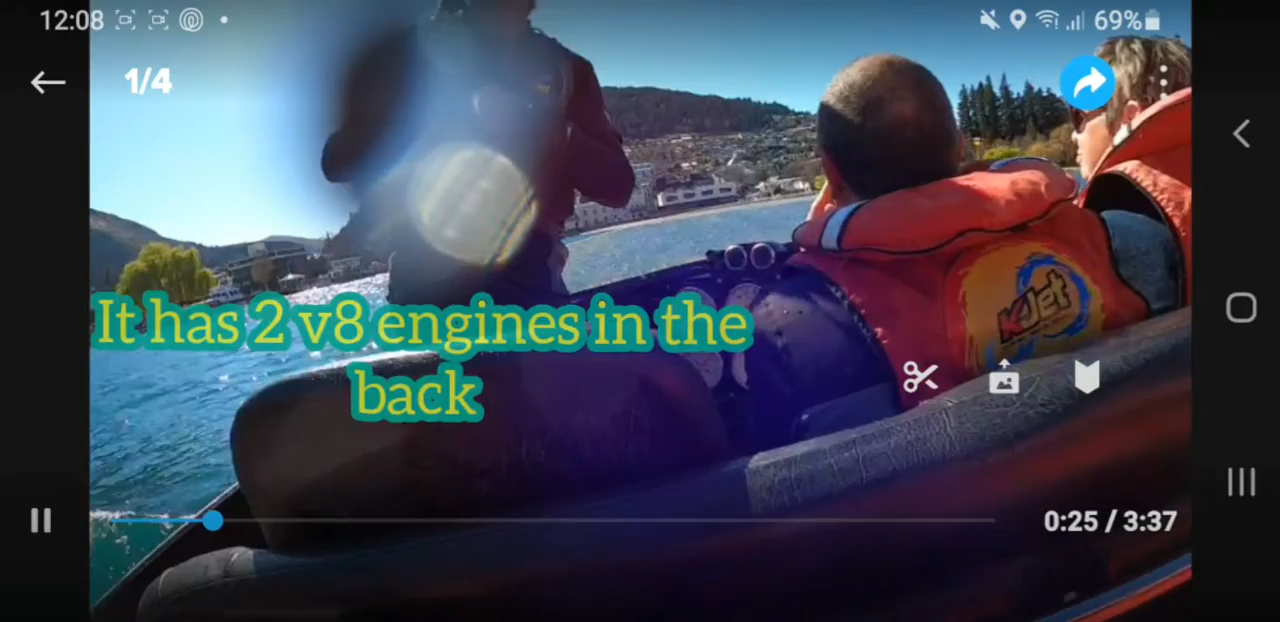 12:08
69%
1/4
KJet
It has 2 v8 engines in the
back
0:25 / 3:37